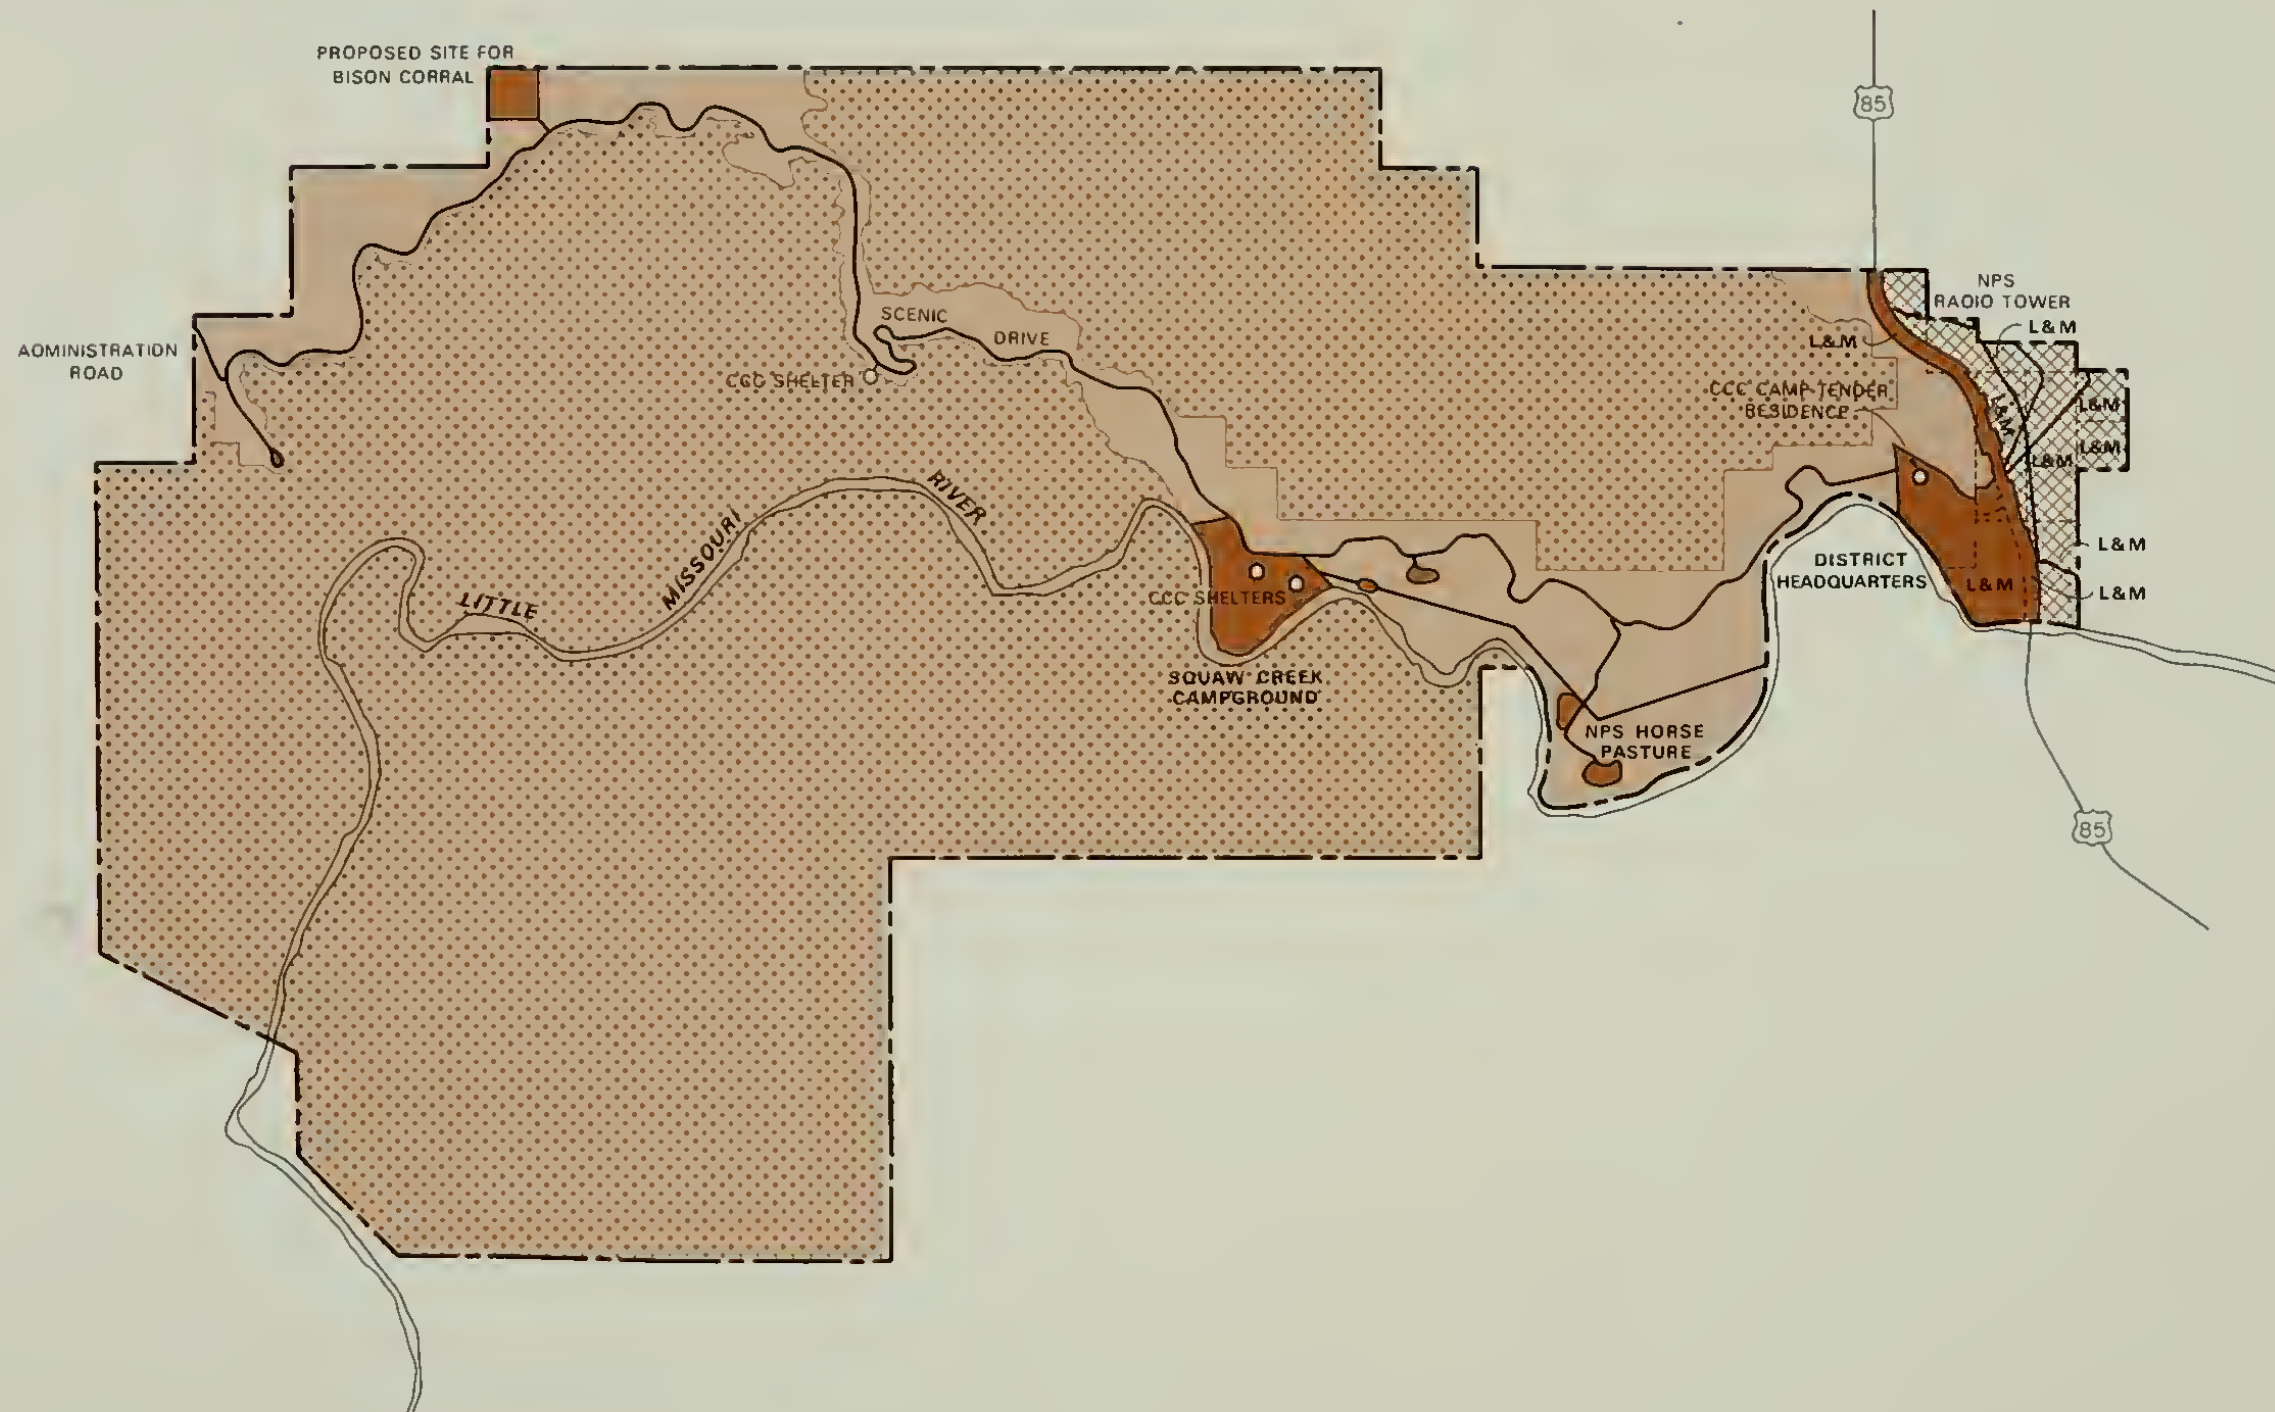 PROPOSED SITE FOR
BISON CORRAL
85
NPS
RADIO TOWER
L&M
L&M
SCENIC
DRIVE
ADMINISTRATION
ROAD
CCC SHELTER
CCC CAMP-TENDER
RESIDENCE
L&M
L&M
L&M
L&M
RIVER
MISSOURI
LITTLE
L&M
DISTRICT
HEADQUARTERS
L&M
L&M
CCC SHELTERS
SQUAW CREEK
CAMPGROUND
NPS HORSE
PASTURE
85